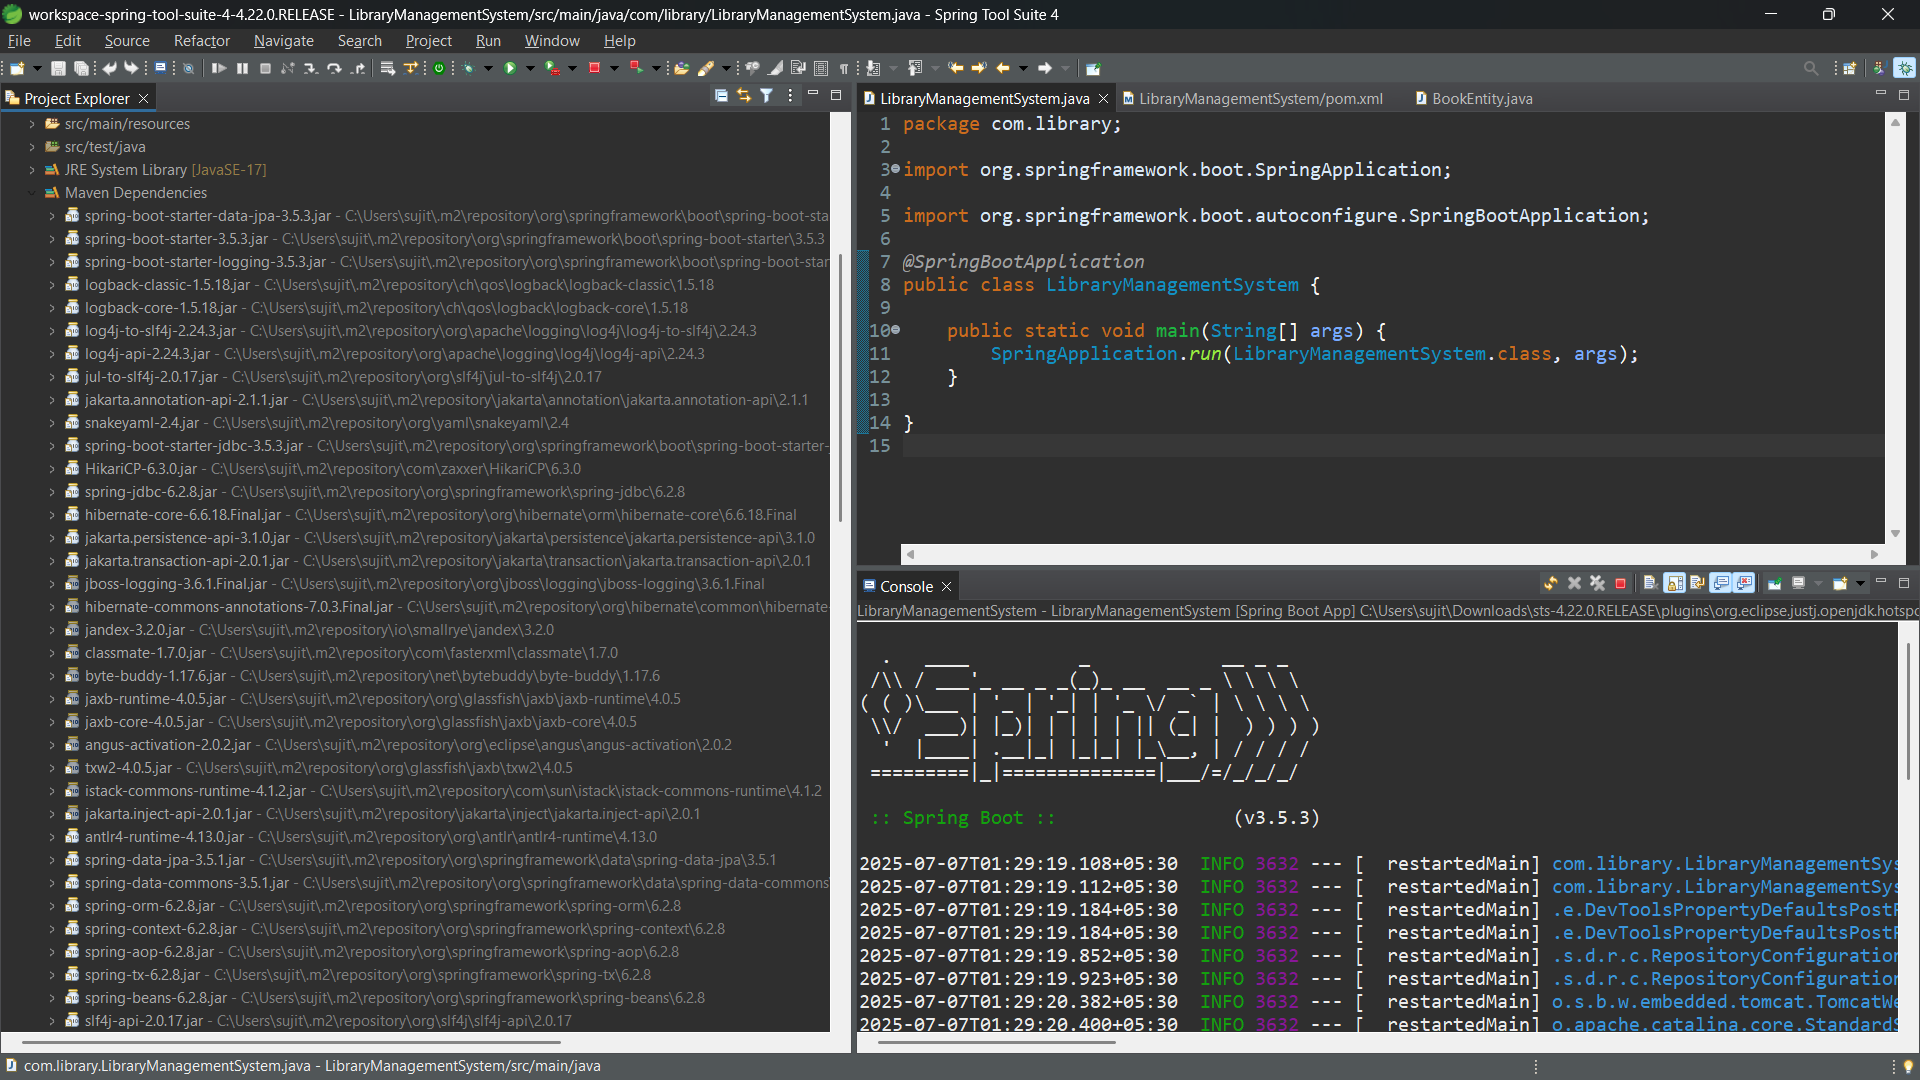 workspace-spring-tool-suite-4-4.22.0.RELEASE - LibraryManagementSystem/src/main/java/com/library/LibraryManagementSystem.java - Spring Tool Suite 4
File Edit Source Refactor Navigate Search Project Run Window Help
Project Explorer
src/main/resources
src/test/java
JRE System Library [JavaSE-17]
Maven Dependencies
spring-boot-starter-data-jpa-3.5.3.jar - C:\Users\sujit\.m2\repository\org\springframework\boot\spring-boot-sta
spring-boot-starter-3.5.3.jar - C:\Users\sujit\.m2\repository\org\springframework\boot\spring-boot-starter\3.5.3
spring-boot-starter-logging-3.5.3.jar - C:\Users\sujit\.m2\repository\org\springframework\boot\spring-boot-star
logback-classic-1.5.18.jar - C:\Users\sujit\.m2\repository\ch\qos\logback\logback-classic\1.5.18
logback-core-1.5.18.jar - C:\Users\sujit\.m2\repository\ch\qos\logback\logback-core\1.5.18
log4j-to-slf4j-2.24.3.jar - C:\Users\sujit\.m2\repository\org\apache\logging\log4j\log4j-to-slf4j\2.24.3
log4j-api-2.24.3.jar - C:\Users\sujit\.m2\repository\org\apache\logging\log4j\log4j-api\2.24.3
jul-to-slf4j-2.0.17.jar - C:\Users\sujit\.m2\repository\org\slf4j\jul-to-slf4j\2.0.17
jakarta.annotation-api-2.1.1.jar - C:\Users\sujit\.m2\repository\jakarta\annotation\jakarta.annotation-api\2.1.1
snakeyaml-2.4.jar - C:\Users\sujit\.m2\repository\org\yaml\snakeyaml\2.4
spring-boot-starter-jdbc-3.5.3.jar - C:\Users\sujit\.m2\repository\org\springframework\boot\spring-boot-starter-
HikariCP-6.3.0.jar - C:\Users\sujit\.m2\repository\com\zaxxer\HikariCP\6.3.0
spring-jdbc-6.2.8.jar - C:\Users\sujit\.m2\repository\org\springframework\spring-jdbc\6.2.8
hibernate-core-6.6.18.Final.jar - C:\Users\sujit\.m2\repository\org\hibernate\orm\hibernate-core\6.6.18.Final
jakarta.persistence-api-3.1.0.jar - C:\Users\sujit\.m2\repository\jakarta\persistence\jakarta.persistence-api\3.1.0
jakarta.transaction-api-2.0.1.jar - C:\Users\sujit\.m2\repository\jakarta\transaction\jakarta.transaction-api\2.0.1
jboss-logging-3.6.1.Final.jar - C:\Users\sujit\.m2\repository\org\jboss\logging\jboss-logging\3.6.1.Final
hibernate-commons-annotations-7.0.3.Final.jar - C:\Users\sujit\.m2\repository\org\hibernate\common\hibernate-
jandex-3.2.0.jar - C:\Users\sujit\.m2\repository\io\smallrye\jandex\3.2.0
classmate-1.7.0.jar - C:\Users\sujit\.m2\repository\com\fasterxml\classmate\1.7.0
byte-buddy-1.17.6.jar - C:\Users\sujit\.m2\repository\net\bytebuddy\byte-buddy\1.17.6
jaxb-runtime-4.0.5.jar - C:\Users\sujit\.m2\repository\org\glassfish\jaxb\jaxb-runtime\4.0.5
jaxb-core-4.0.5.jar - C:\Users\sujit\.m2\repository\org\glassfish\jaxb\jaxb-core\4.0.5
angus-activation-2.0.2.jar - C:\Users\sujit\.m2\repository\org\eclipse\angus\angus-activation\2.0.2
txw2-4.0.5.jar - C:\Users\sujit\.m2\repository\org\glassfish\jaxb\txw2\4.0.5
istack-commons-runtime-4.1.2.jar - C:\Users\sujit\.m2\repository\com\sun\istack\istack-commons-runtime\4.1.2
jakarta.inject-api-2.0.1.jar - C:\Users\sujit\.m2\repository\jakarta\inject\jakarta.inject-api\2.0.1
antlr4-runtime-4.13.0.jar - C:\Users\sujit\.m2\repository\org\antlr\antlr4-runtime\4.13.0
spring-data-jpa-3.5.1.jar - C:\Users\sujit\.m2\repository\org\springframework\data\spring-data-jpa\3.5.1
spring-data-commons-3.5.1.jar - C:\Users\sujit\.m2\repository\org\springframework\data\spring-data-commons
spring-orm-6.2.8.jar - C:\Users\sujit\.m2\repository\org\springframework\spring-orm\6.2.8
spring-context-6.2.8.jar - C:\Users\sujit\.m2\repository\org\springframework\spring-context\6.2.8
spring-aop-6.2.8.jar - C:\Users\sujit\.m2\repository\org\springframework\spring-aop\6.2.8
spring-tx-6.2.8.jar - C:\Users\sujit\.m2\repository\org\springframework\spring-tx\6.2.8
spring-beans-6.2.8.jar - C:\Users\sujit\.m2\repository\org\springframework\spring-beans\6.2.8
slf4j-api-2.0.17.jar - C:\Users\sujit\.m2\repository\org\slf4j\slf4j-api\2.0.17
LibraryManagementSystem.java LibraryManagementSystem/pom.xml BookEntity.java
1 package com.library;
2
3 import org.springframework.boot.SpringApplication;
4
5 import org.springframework.boot.autoconfigure.SpringBootApplication;
6
7 @SpringBootApplication
8 public class LibraryManagementSystem {
9
10 public static void main(String[] args) {
11 SpringApplication.run(LibraryManagementSystem.class, args);
12 }
13
14 }
15
Console
LibraryManagementSystem - LibraryManagementSystem [Spring Boot App] C:\Users\sujit\Downloads\sts-4.22.0.RELEASE\plugins\org.eclipse.justj.openjdk.hotspo
  .   ____          _            __ _ _
 /\\ / ___'_ __ _ _(_)_ __  __ _ \ \ \ \
( ( )\___ | '_ | '_| | '_ \/ _` | \ \ \ \
 \\/  ___)| |_)| | | | | || (_| |  ) ) ) )
  '  |____| .__|_| |_|_| |_\__, | / / / /
 =========|_|==============|___/=/_/_/_/
:: Spring Boot :: (v3.5.3)
2025-07-07T01:29:19.108+05:30 INFO 3632 --- [ restartedMain] com.library.LibraryManagementSys
2025-07-07T01:29:19.112+05:30 INFO 3632 --- [ restartedMain] com.library.LibraryManagementSys
2025-07-07T01:29:19.184+05:30 INFO 3632 --- [ restartedMain] .e.DevToolsPropertyDefaultsPostP
2025-07-07T01:29:19.184+05:30 INFO 3632 --- [ restartedMain] .e.DevToolsPropertyDefaultsPostP
2025-07-07T01:29:19.852+05:30 INFO 3632 --- [ restartedMain] .s.d.r.c.RepositoryConfiguration
2025-07-07T01:29:19.923+05:30 INFO 3632 --- [ restartedMain] .s.d.r.c.RepositoryConfiguration
2025-07-07T01:29:20.382+05:30 INFO 3632 --- [ restartedMain] o.s.b.w.embedded.tomcat.TomcatWe
2025-07-07T01:29:20.400+05:30 INFO 3632 --- [ restartedMain] o.apache.catalina.core.StandardS
com.library.LibraryManagementSystem.java - LibraryManagementSystem/src/main/java